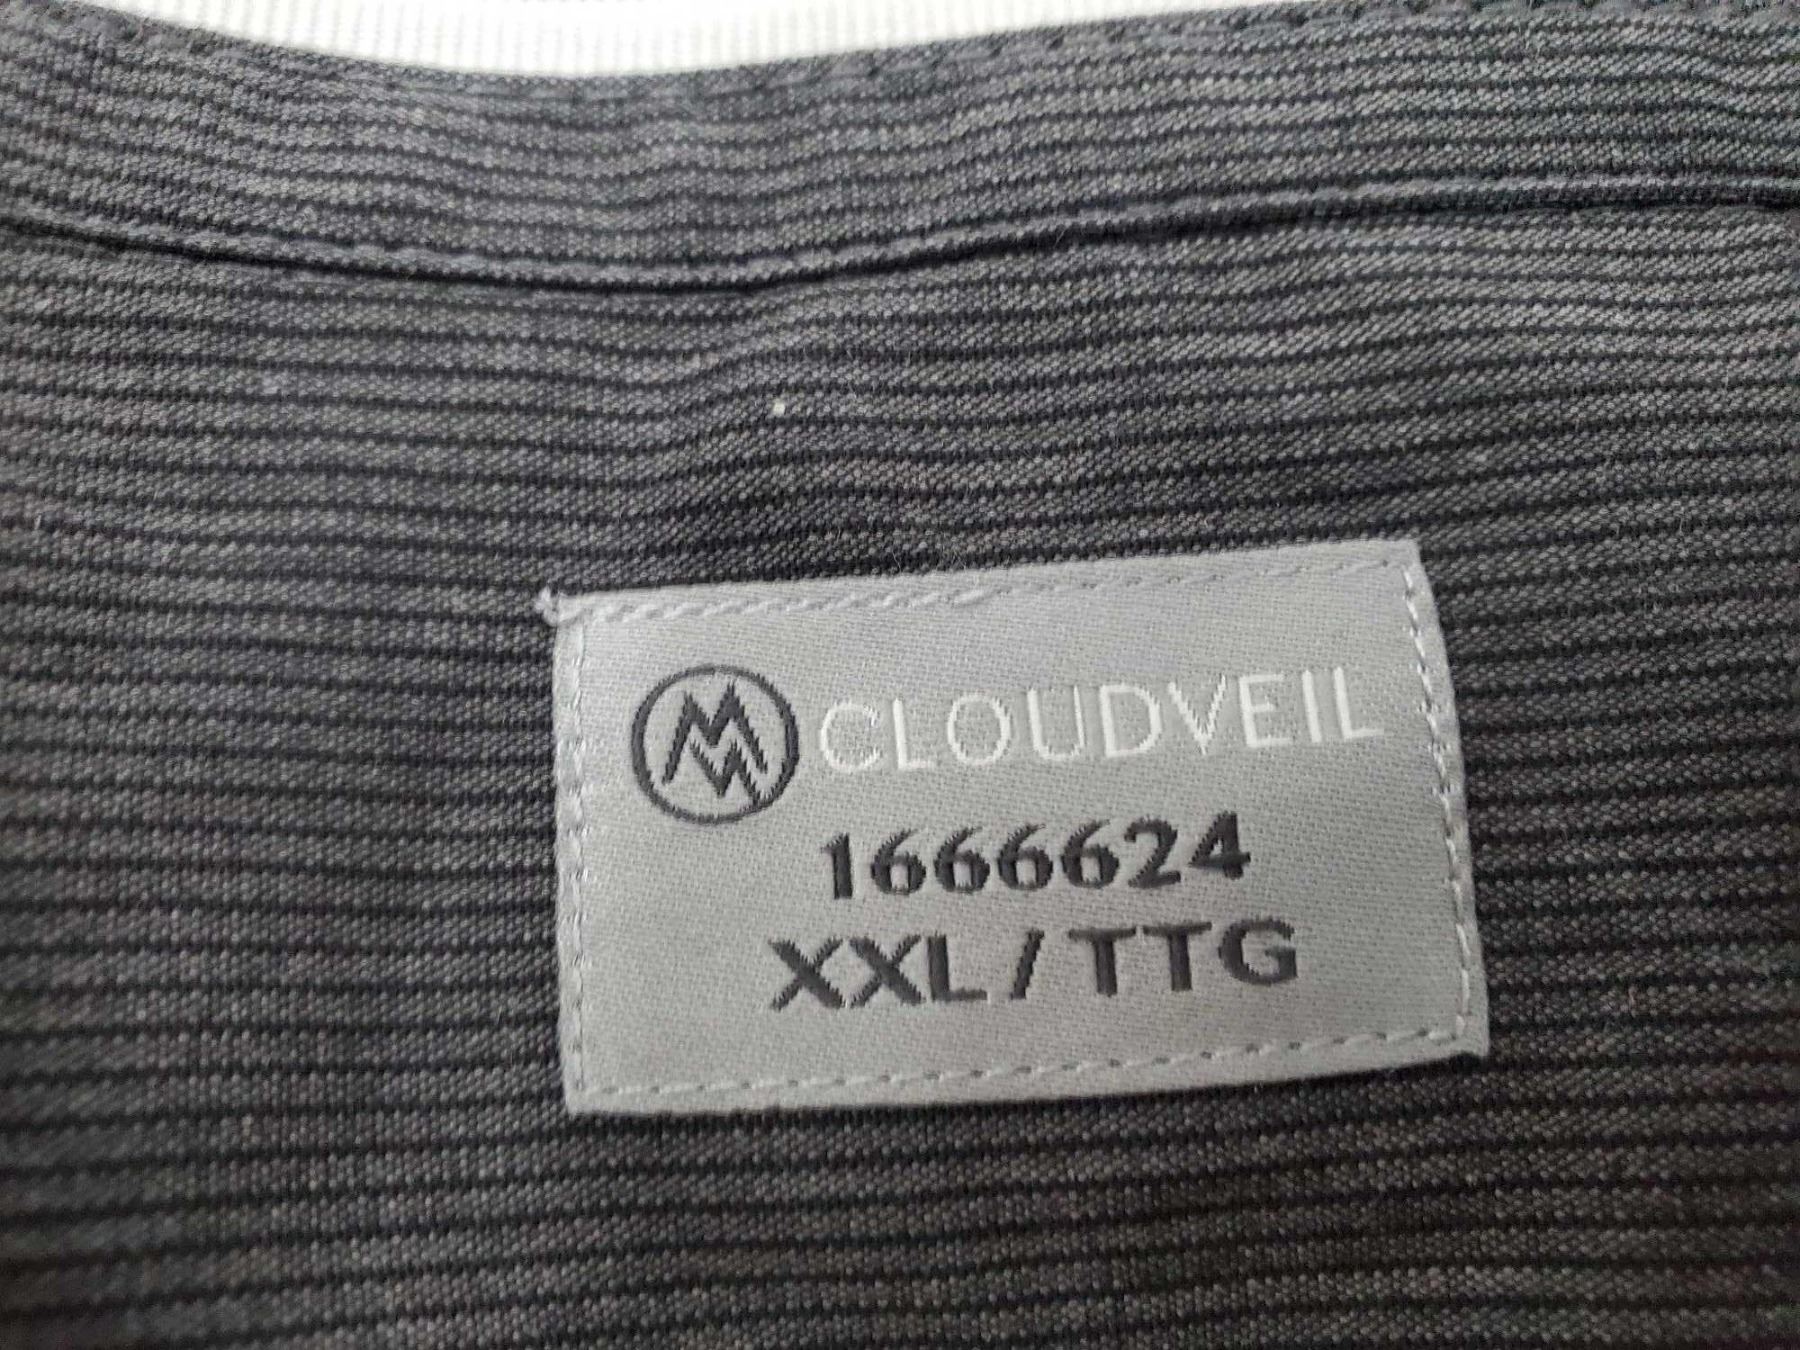 CLOUDVEIL
1666624
XXL / TTG